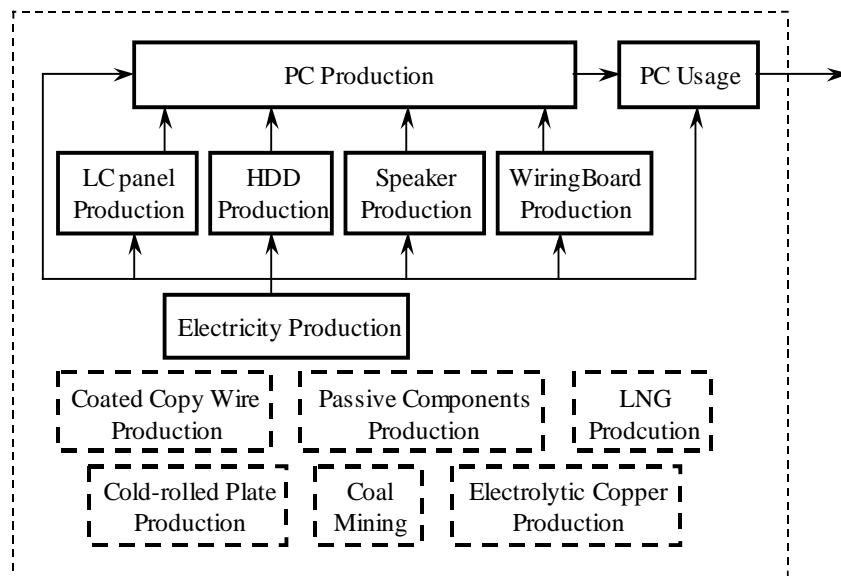 PC Production
PC Usage
LC panel
Production
HDD
Production
Speaker
Production
WiringBoard
Production
Electricity Production
Coated Copy Wire
Production
Passive Components
Production
LNG
Prodcution
Cold-rolled Plate
Production
Coal
Mining
Electrolytic Copper
Production